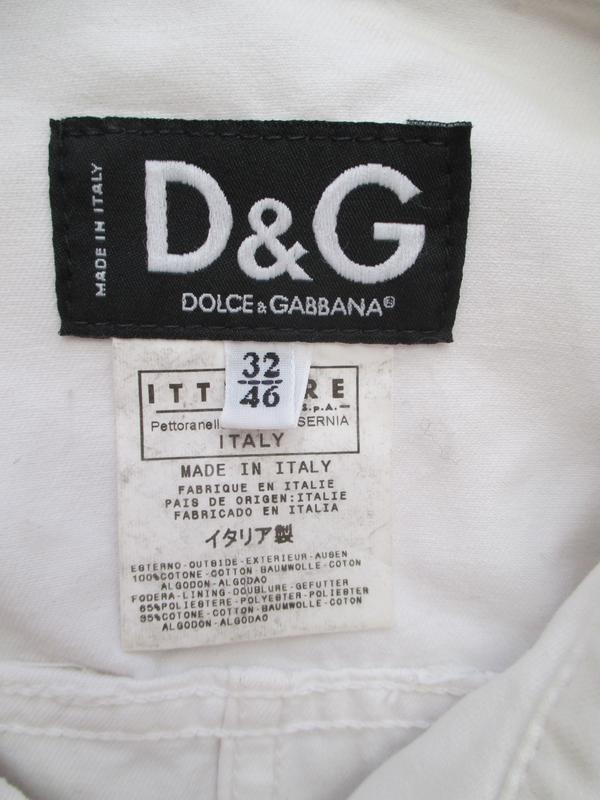 MADE IN ITALY
D&G
DOLCE & GABBANA®
32
46
ITT RE
S.p.A.
Pettoranell SERNIA
ITALY
MADE IN ITALY
FABRIQUE EN ITALIE
PAIS DE ORIGEN:ITALIE
FABRICADO EN ITALIA
イタリア製
ESTERNO-OUTSIDE-EXTERIEUR-AUSEN
100%COTONE-COTTON-BAUMWOLLE-COTON
ALGODON-ALGODAO
FODERA-LINING-DOUBLURE-GEFUTTER
65%POLIESTERE-POLYESTER-POLIESTER
35%COTONE-COTTON-BAUMWOLLE-COTON
ALGODON-ALGODAO